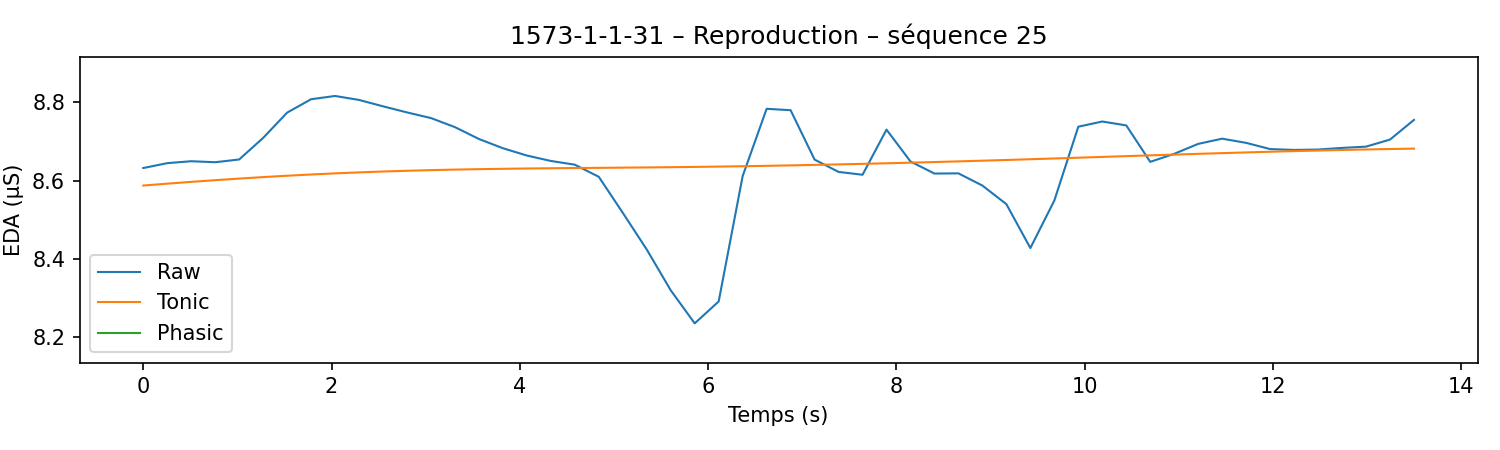 1573-1-1-31 – Reproduction – séquence 25
EDA (µS)
8.8
8.6
8.4
8.2
Raw
Tonic
Phasic
0 2 4 6 8 10 12 14
Temps (s)